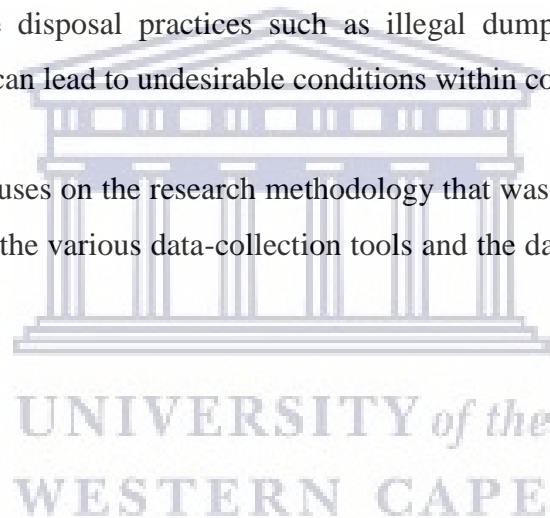 disposal practices such as illegal dump
can lead to undesirable conditions within co
uses on the research methodology that was
the various data-collection tools and the da
UNIVERSITY of the
WESTERN CAPE